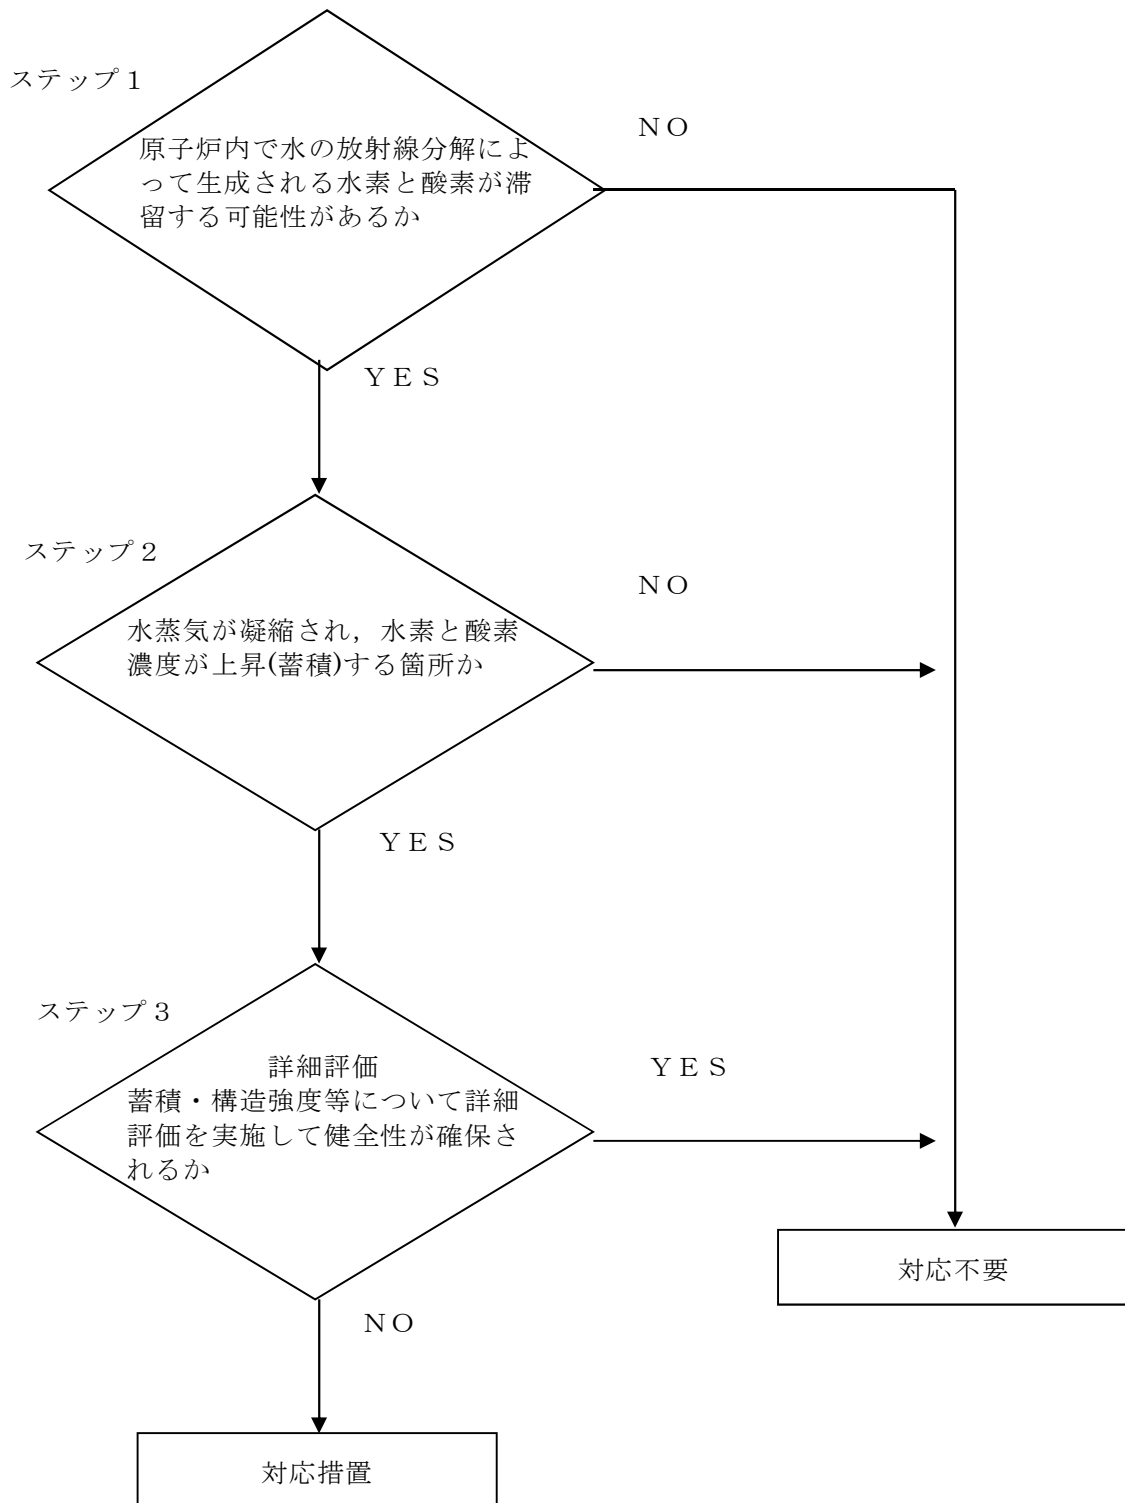 ステップ１
原子炉内で水の放射線分解によ
って生成される水素と酸素が滞
留する可能性があるか
ＮＯ
ＹＥＳ
ステップ２
水蒸気が凝縮され，水素と酸素
濃度が上昇(蓄積)する箇所か
ＮＯ
ＹＥＳ
ステップ３
詳細評価
蓄積・構造強度等について詳細
評価を実施して健全性が確保さ
れるか
ＹＥＳ
対応不要
ＮＯ
対応措置